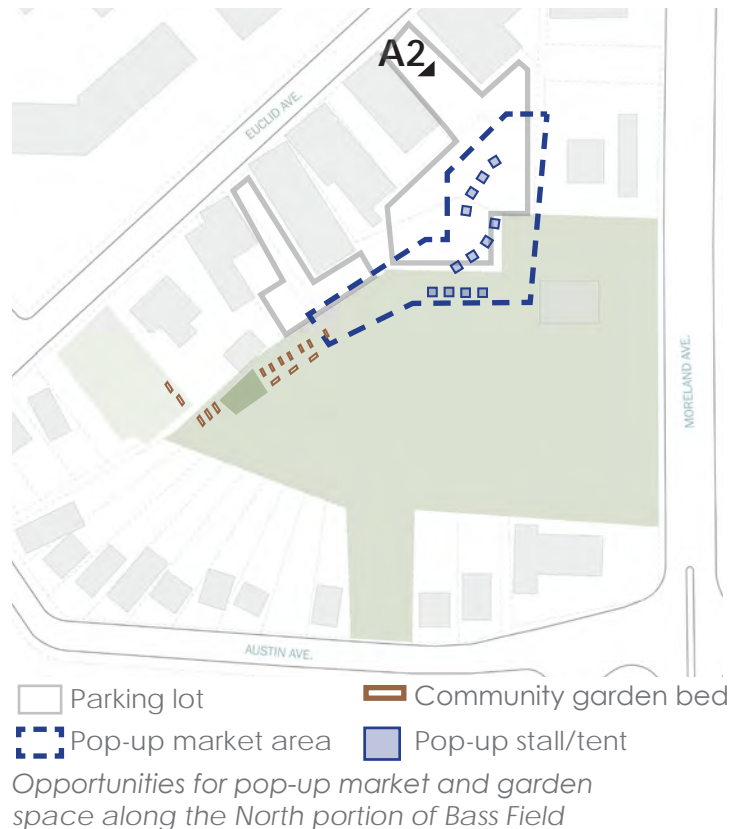 A2
EUCLID AVE.
MORELAND AVE.
AUSTIN AVE.
Parking lot
Community garden bed
Pop-up market area
Pop-up stall/tent
Opportunities for pop-up market and garden
space along the North portion of Bass Field